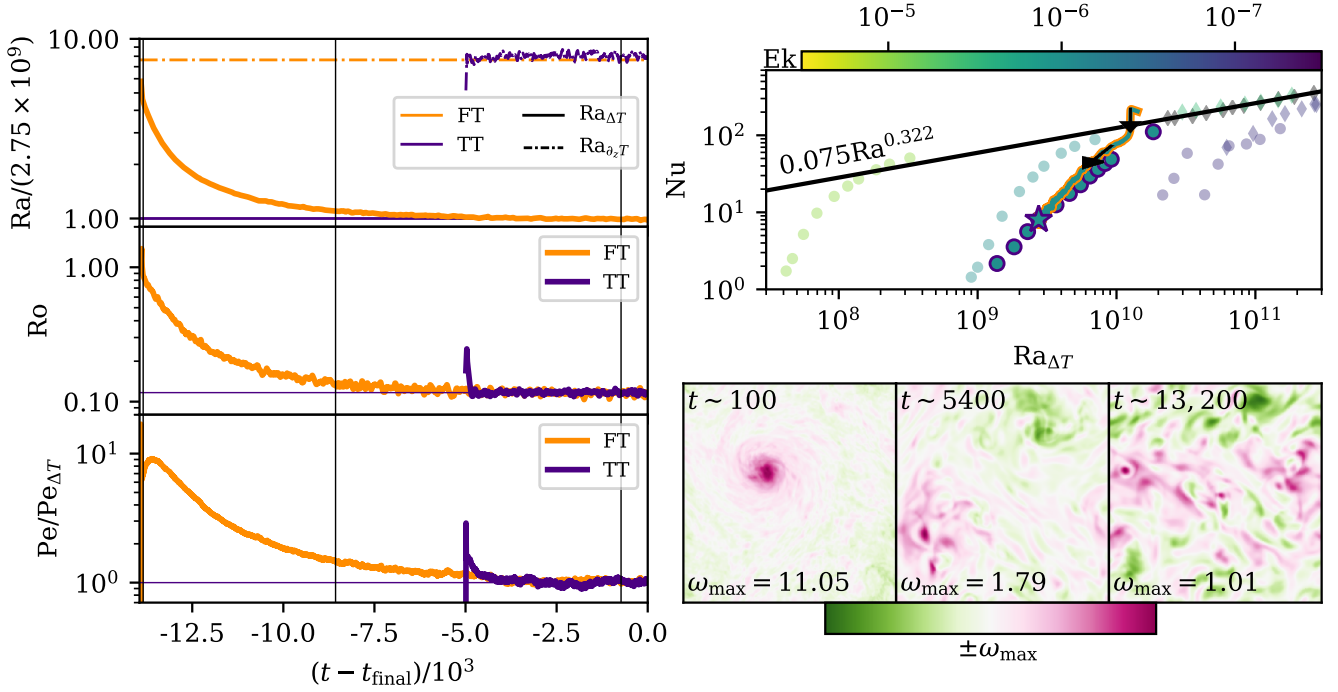 10.00
1.00
Ra/(2.75 × 10⁹)
FT
TT
Ra_ΔT
Ra_∂zT
1.00
0.10
Ro
FT
TT
10¹
10⁰
Pe/Pe_ΔT
FT
TT
-12.5
-10.0
-7.5
-5.0
-2.5
0.0
(t − t_final)/10³
10⁻⁵
10⁻⁶
10⁻⁷
Ek
0.075Ra^0.322
10²
10¹
10⁰
Nu
10⁸
10⁹
10¹⁰
10¹¹
Ra_ΔT
t ~ 100
t ~ 5400
t ~ 13,200
ω_max = 11.05
ω_max = 1.79
ω_max = 1.01
±ω_max